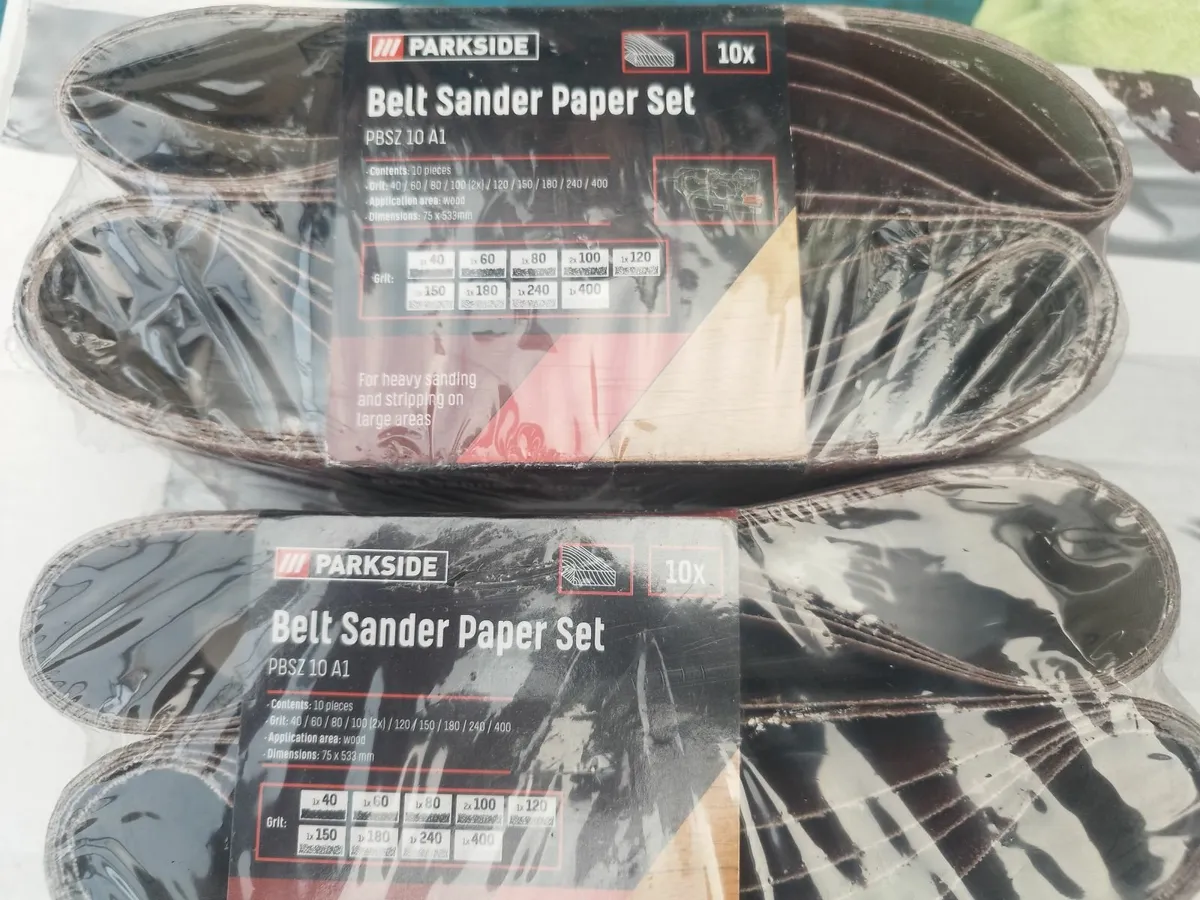 PARKSIDE
10x
Belt Sander Paper Set
PBSZ 10 A1
- Contents: 10 pieces
- Grit: 40 / 60 / 80 / 100 (2x) / 120 / 150 / 180 / 240 / 400
- Application area: wood
- Dimensions: 75 x 533mm
Grit:
1x 40 1x 60 1x 80 2x 100 1x 120
1x 150 1x 180 1x 240 1x 400
For heavy sanding
and stripping on
large areas
PARKSIDE
10x
Belt Sander Paper Set
PBSZ 10 A1
- Contents: 10 pieces
- Grit: 40 / 60 / 80 / 100 (2x) / 120 / 150 / 180 / 240 / 400
- Application area: wood
- Dimensions: 75 x 533 mm
Grit:
1x 40 1x 60 1x 80 2x 100 1x 120
1x 150 1x 180 1x 240 1x 400